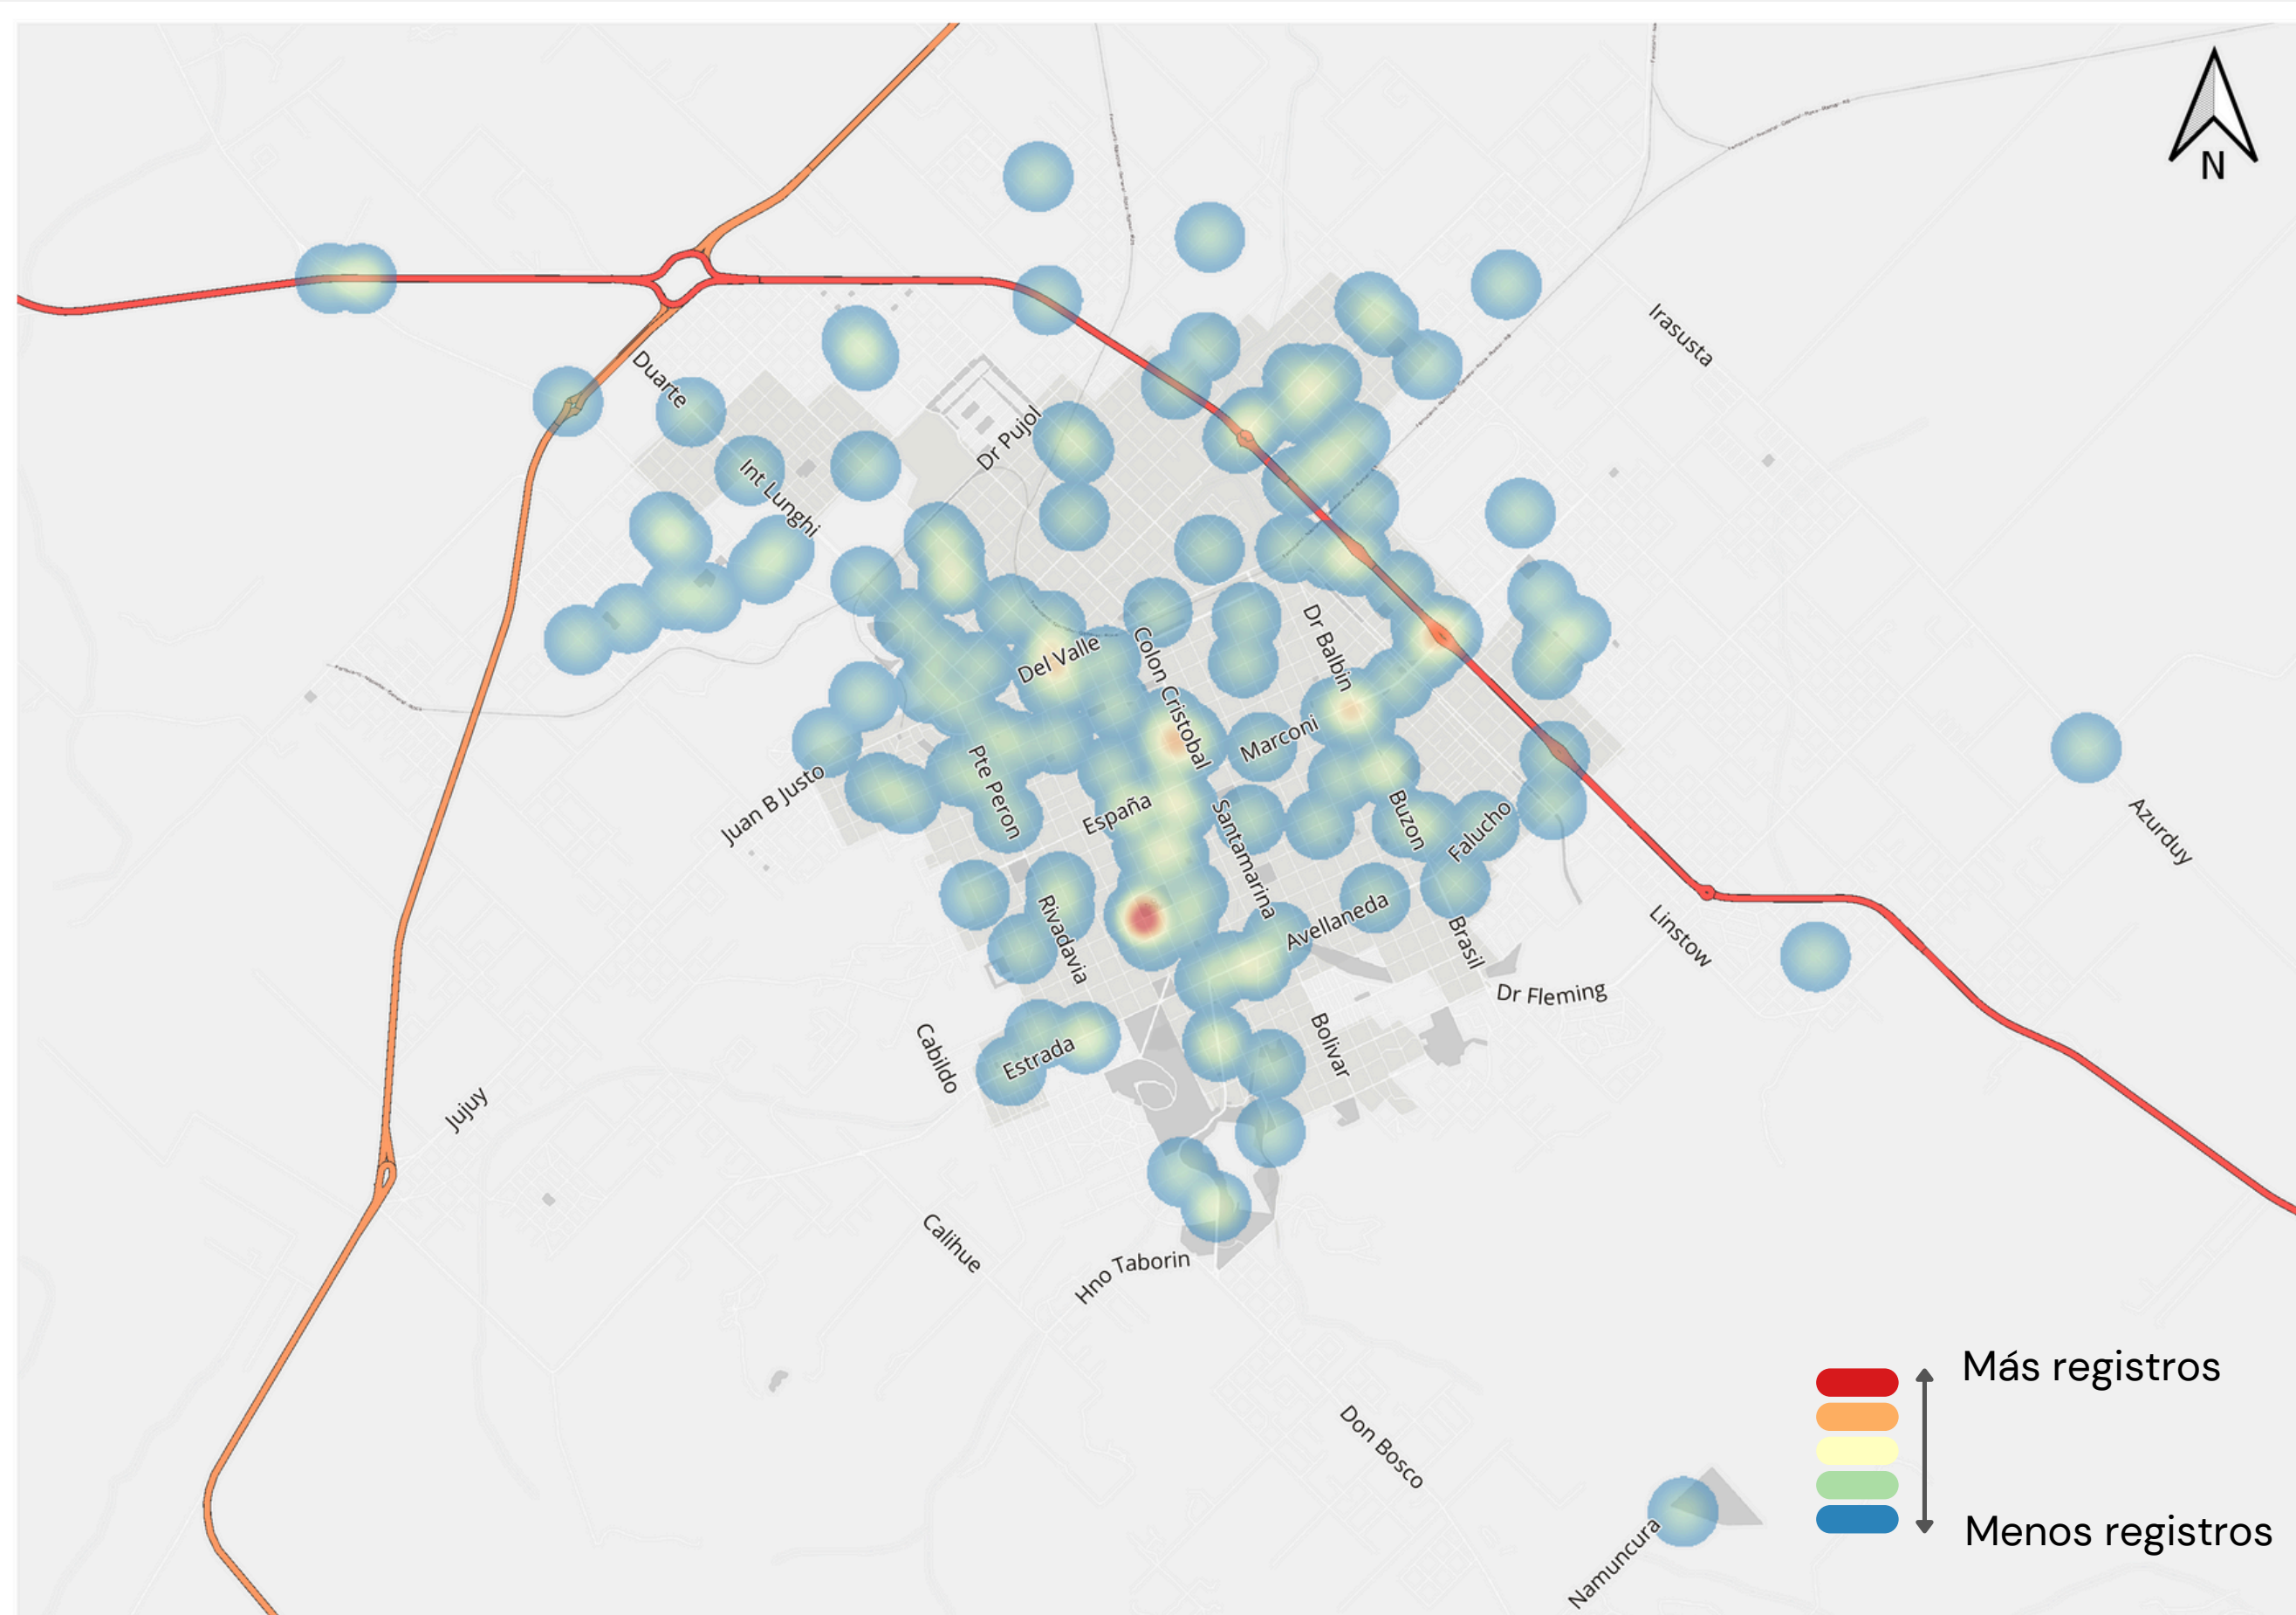 N
Irasusta
Duarte
Dr Pujol
Int Lunghi
Del Valle
Colon Cristobal
Dr Balbin
Marconi
Pte Peron
Juan B Justo
España
Santamarina
Buzon
Falucho
Azurduy
Rivadavia
Avellaneda
Brasil
Linstow
Dr Fleming
Cabildo
Estrada
Bolivar
Jujuy
Calihue
Hno Taborin
Don Bosco
Namuncura
Más registros
Menos registros